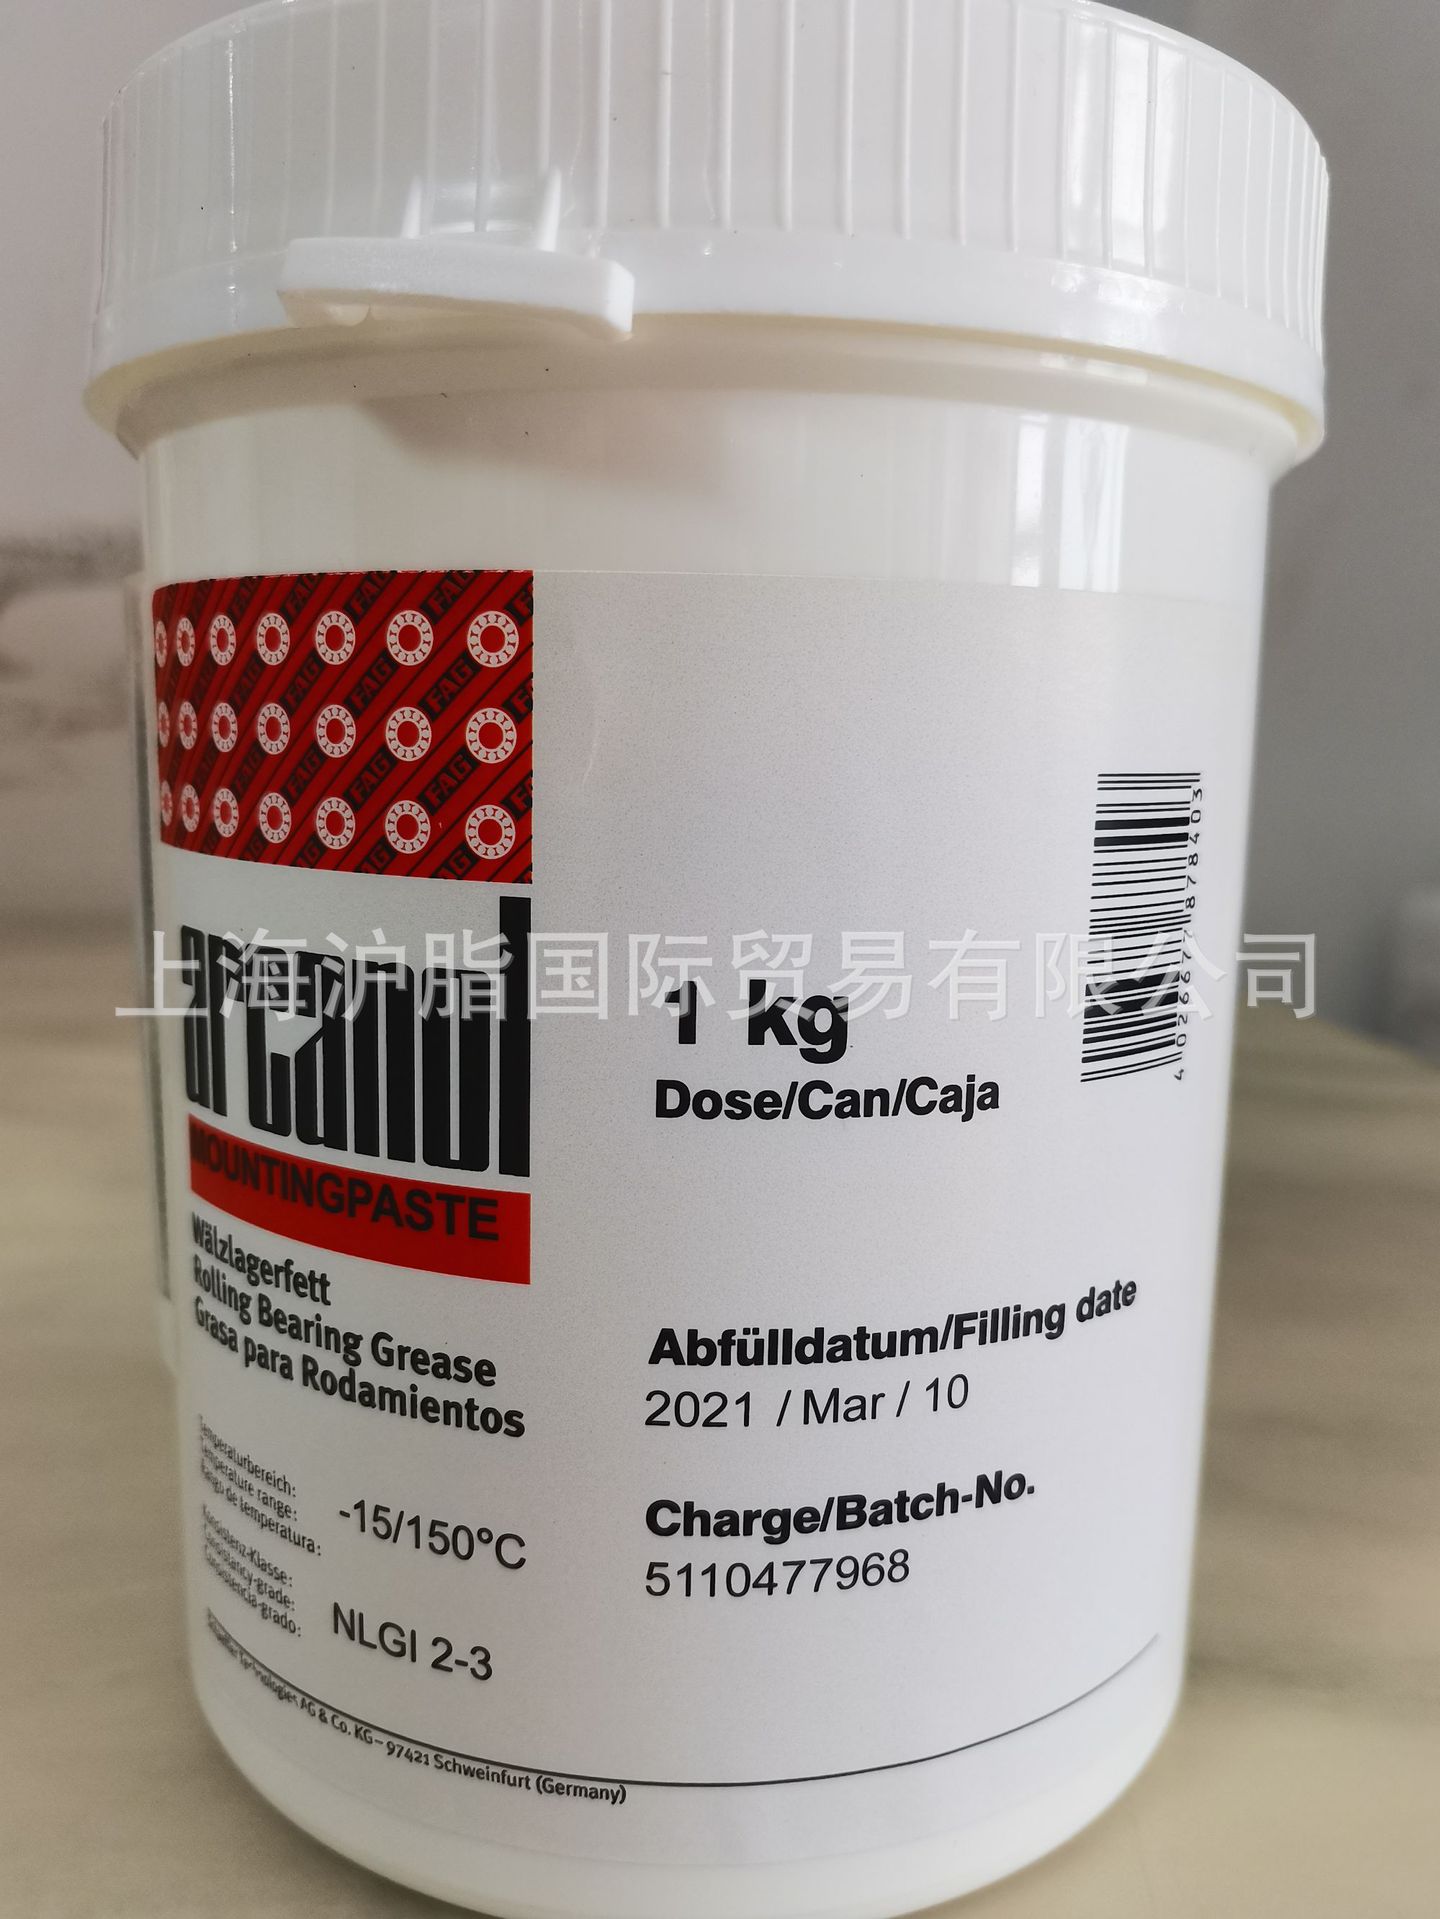 FAG
arcanol
MOUNTINGPASTE
Wälzlagerfett
Rolling Bearing Grease
Grasa para Rodamientos
Temperaturbereich:
Temperature range:
Rango de temperatura:
-15/150°C
Konsistenz-Klasse:
Consistency-grade:
Consistencia-grado:
NLGI 2-3
Schaeffler Technologies AG & Co. KG – 97421 Schweinfurt (Germany)
1 kg
Dose/Can/Caja
Abfülldatum/Filling date
2021 / Mar / 10
Charge/Batch-No.
5110477968
4026677878403
上海沪脂国际贸易有限公司